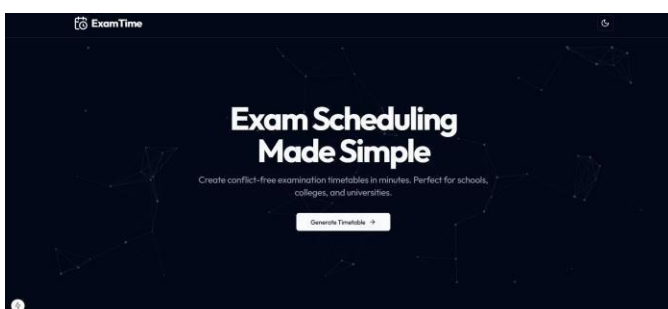 ExamTime
Exam Scheduling
Made Simple
Create conflict-free examination timetables in minutes. Perfect for schools,
colleges, and universities.
Generate Timetable →